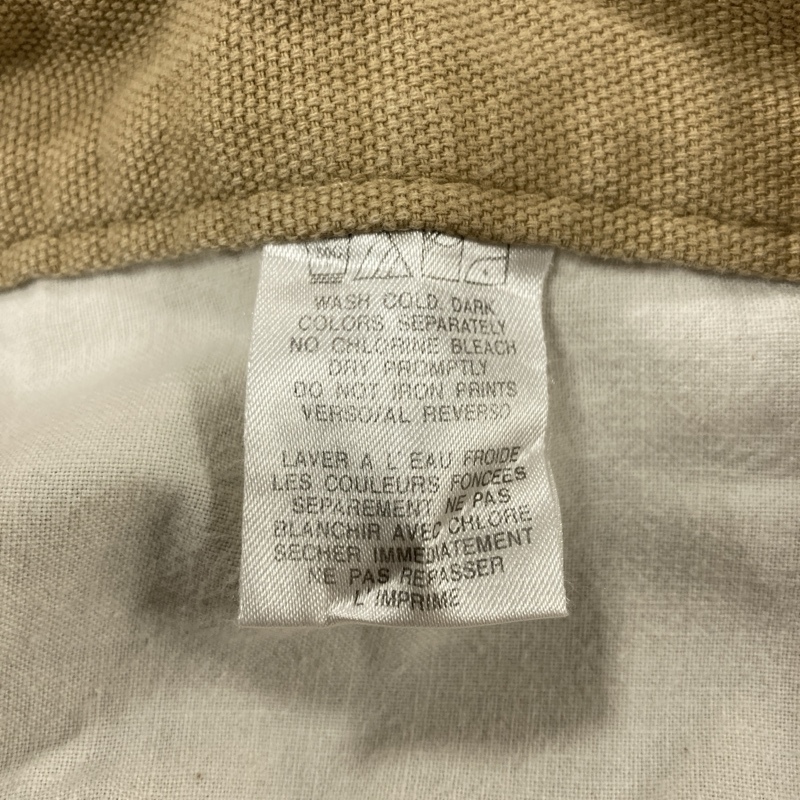 WASH COLD, DARK
COLORS SEPARATELY
NO CHLORINE BLEACH
DRY PROMPTLY
DO NOT IRON PRINTS
VERSO/AL REVERSO
LAVER A L'EAU FROIDE
LES COULEURS FONCEES
SEPAREMENT NE PAS
BLANCHIR AVEC CHLORE
SECHER IMMEDIATEMENT
NE PAS REPASSER
L'IMPRIME